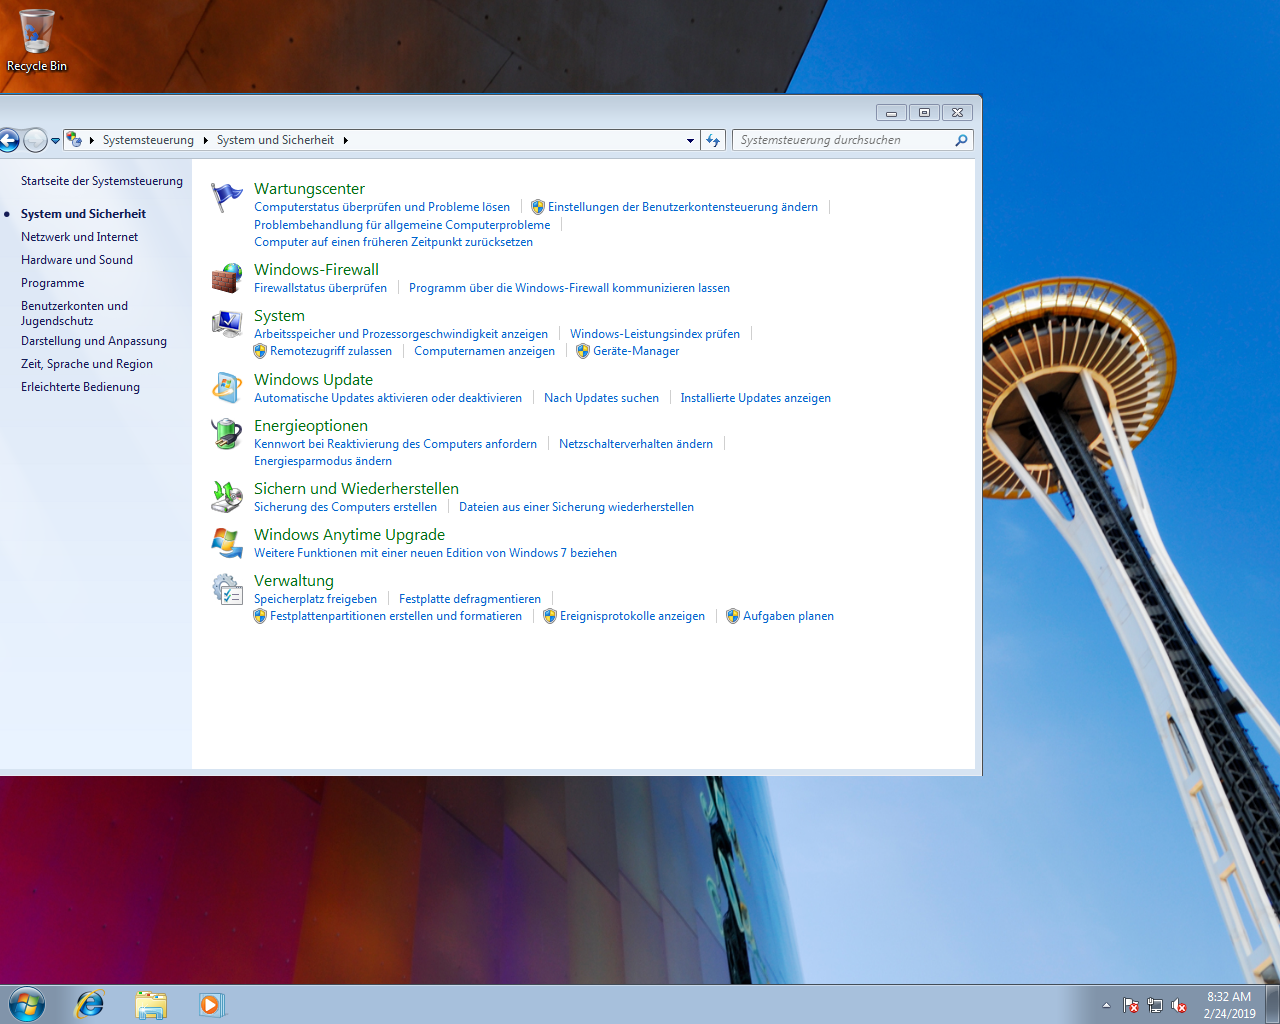 Recycle Bin
Systemsteuerung
System und Sicherheit
Systemsteuerung durchsuchen
Startseite der Systemsteuerung
System und Sicherheit
Netzwerk und Internet
Hardware und Sound
Programme
Benutzerkonten und
Jugendschutz
Darstellung und Anpassung
Zeit, Sprache und Region
Erleichterte Bedienung
Wartungscenter
Computerstatus überprüfen und Probleme lösen Einstellungen der Benutzerkontensteuerung ändern
Problembehandlung für allgemeine Computerprobleme
Computer auf einen früheren Zeitpunkt zurücksetzen
Windows-Firewall
Firewallstatus überprüfen Programm über die Windows-Firewall kommunizieren lassen
System
Arbeitsspeicher und Prozessorgeschwindigkeit anzeigen Windows-Leistungsindex prüfen
Remotezugriff zulassen Computernamen anzeigen Geräte-Manager
Windows Update
Automatische Updates aktivieren oder deaktivieren Nach Updates suchen Installierte Updates anzeigen
Energieoptionen
Kennwort bei Reaktivierung des Computers anfordern Netzschalterverhalten ändern
Energiesparmodus ändern
Sichern und Wiederherstellen
Sicherung des Computers erstellen Dateien aus einer Sicherung wiederherstellen
Windows Anytime Upgrade
Weitere Funktionen mit einer neuen Edition von Windows 7 beziehen
Verwaltung
Speicherplatz freigeben Festplatte defragmentieren
Festplattenpartitionen erstellen und formatieren Ereignisprotokolle anzeigen Aufgaben planen
8:32 AM
2/24/2019